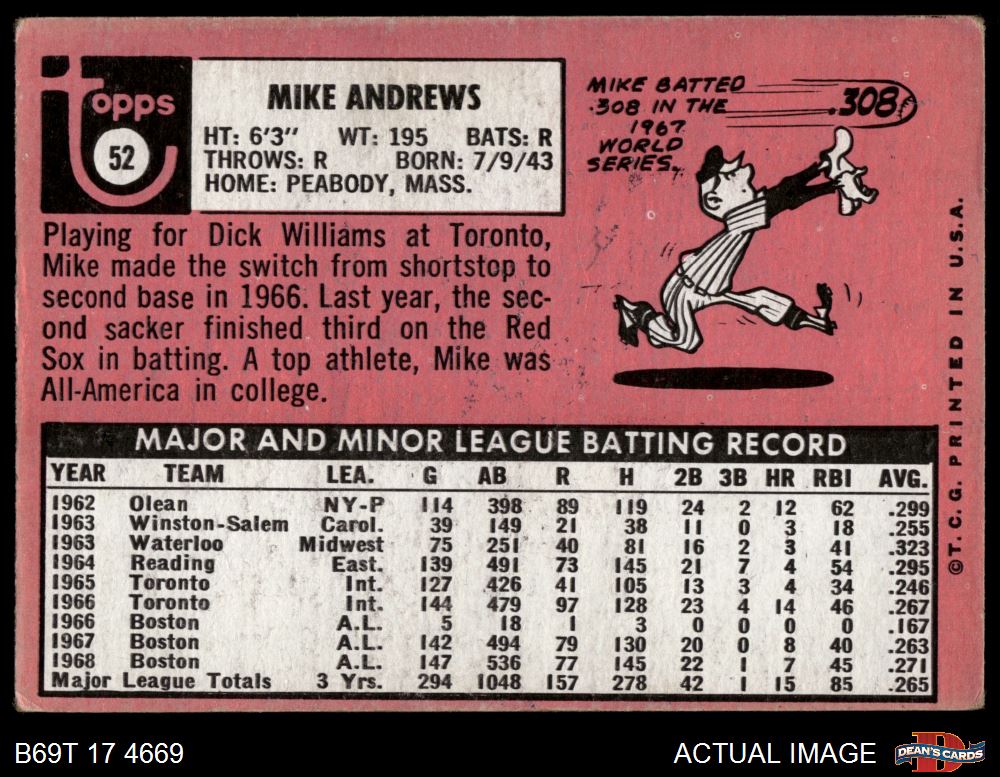 topps
52
MIKE ANDREWS
HT: 6'3" WT: 195 BATS: R
THROWS: R BORN: 7/9/43
HOME: PEABODY, MASS.
MIKE BATTED
.308 IN THE
1967
WORLD
SERIES.
.308
Playing for Dick Williams at Toronto,
Mike made the switch from shortstop to
second base in 1966. Last year, the sec-
ond sacker finished third on the Red
Sox in batting. A top athlete, Mike was
All-America in college.
MAJOR AND MINOR LEAGUE BATTING RECORD
YEAR TEAM LEA. G AB R H 2B 3B HR RBI AVG.
1962 Olean NY-P 114 398 89 119 24 2 12 62 .299
1963 Winston-Salem Carol. 39 149 21 38 11 0 3 18 .255
1963 Waterloo Midwest 75 251 40 81 16 2 3 41 .323
1964 Reading East. 139 491 73 145 21 7 4 54 .295
1965 Toronto Int. 127 426 41 105 13 3 4 34 .246
1966 Toronto Int. 144 479 97 128 23 4 14 46 .267
1966 Boston A.L. 5 18 1 3 0 0 0 0 .167
1967 Boston A.L. 142 494 79 130 20 0 8 40 .263
1968 Boston A.L. 147 536 77 145 22 1 7 45 .271
Major League Totals 3 Yrs. 294 1048 157 278 42 1 15 85 .265
©T.C.G. PRINTED IN U.S.A.
B69T 17 4669
ACTUAL IMAGE
D
DEAN'S CARDS